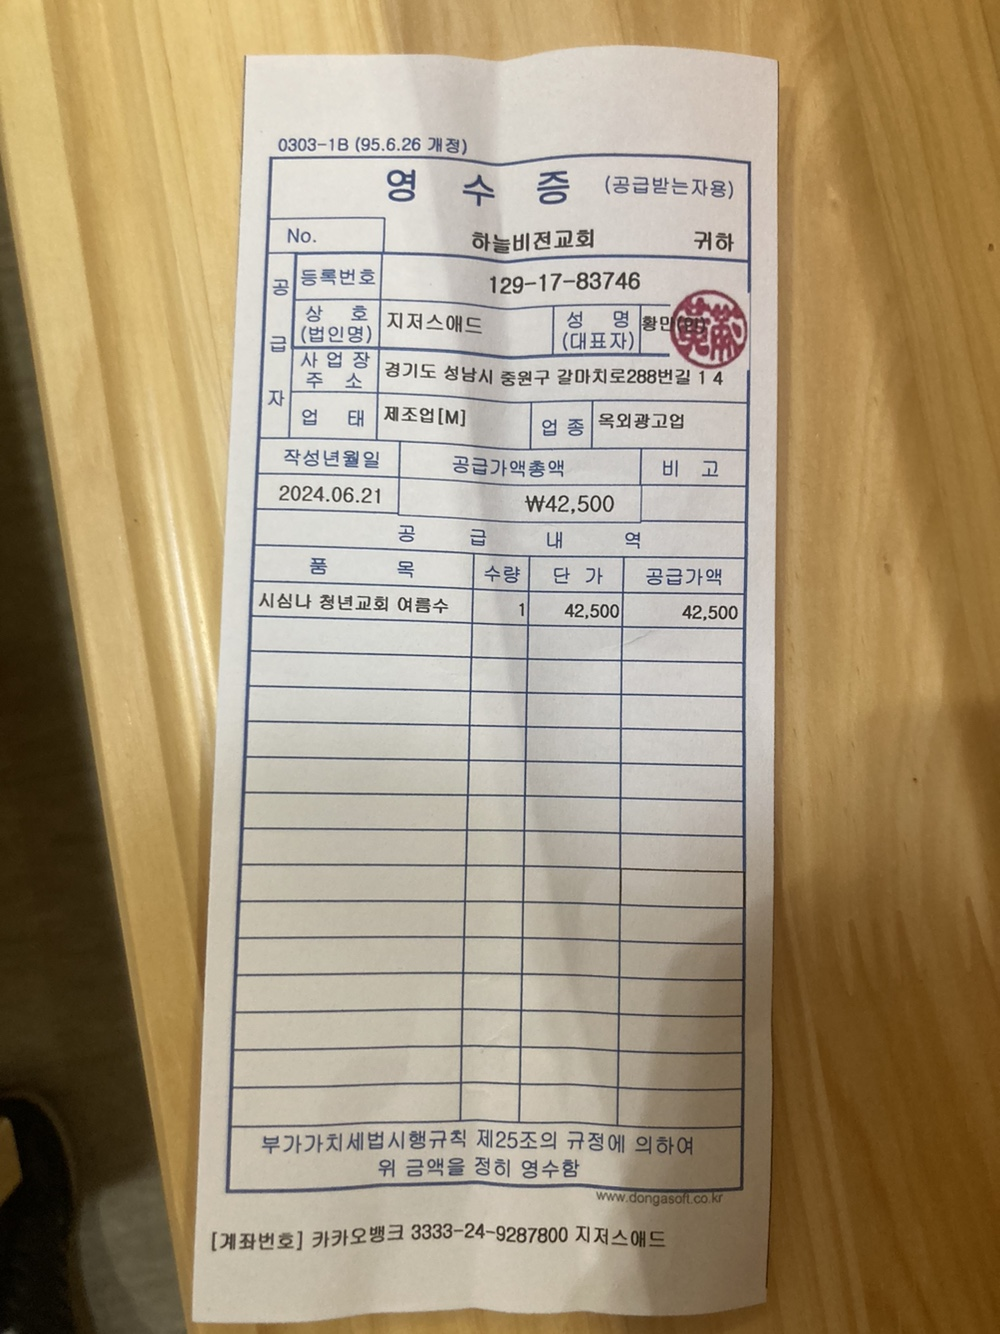 0303-1B (95.6.26 개정)
영 수 증 (공급받는자용)
No. 하늘비전교회 귀하
공급자
등록번호 129-17-83746
상 호 (법인명) 지저스애드 성 명 (대표자) 황민 (인)
사업장 주 소 경기도 성남시 중원구 갈마치로288번길 1 4
업 태 제조업[M] 업 종 옥외광고업
작성년월일 공급가액총액 비 고
2024.06.21 ₩42,500
공 급 내 역
품 목 수량 단 가 공급가액
시심나 청년교회 여름수 1 42,500 42,500
부가가치세법시행규칙 제25조의 규정에 의하여
위 금액을 정히 영수함
www.dongasoft.co.kr
[계좌번호] 카카오뱅크 3333-24-9287800 지저스애드